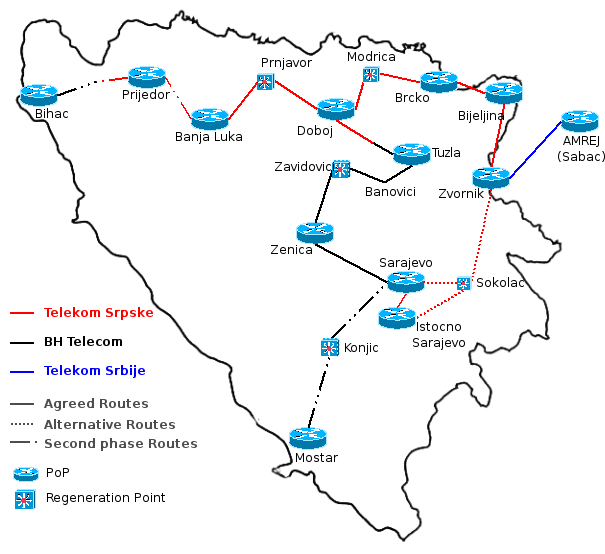 Prnjavor
Modrica
Bihac
Prijedor
Banja Luka
Doboj
Brcko
Bijeljina
AMREJ
(Sabac)
Zavidovic
Tuzla
Banovici
Zvornik
Zenica
Sarajevo
Sokolac
Istocno
Sarajevo
Konjic
Mostar
Telekom Srpske
BH Telecom
Telekom Srbije
Agreed Routes
Alternative Routes
Second phase Routes
PoP
Regeneration Point